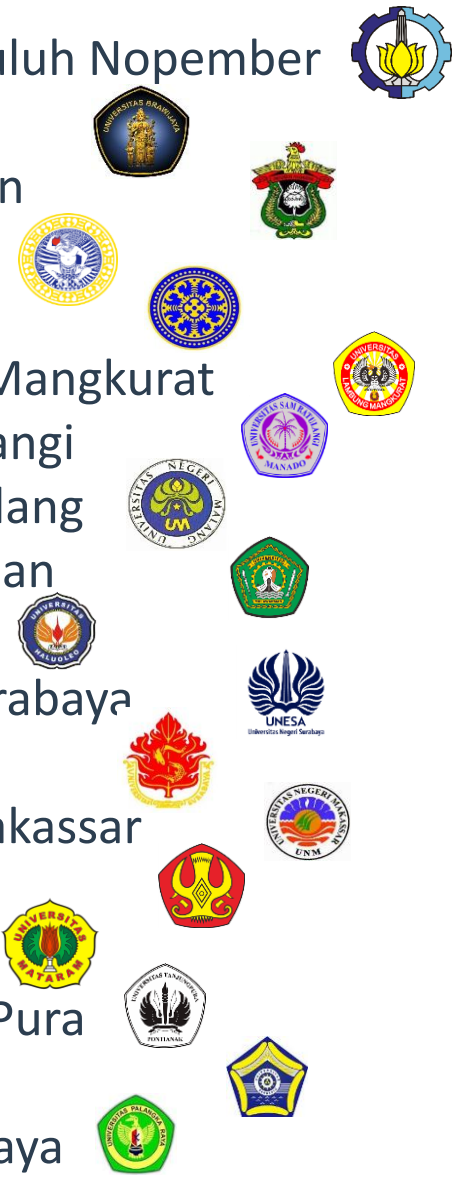 uluh Nopember
UNIVERSITAS BRAWIJAYA
n
UNIVERSITAS
LAMBUNG MANGKURAT
Mangkurat
UNIVERSITAS SAM RATULANGI
MANADO
angi
UNIVERSITAS NEGERI MALANG
UM
lang
an
UNIVERSITAS
HALUOLEO
UNESA
Universitas Negeri Surabaya
rabaya
UNIVERSITAS NEGERI MAKASSAR
UNM
akassar
UNIVERSITAS
MATARAM
UNIVERSITAS TANJUNGPURA
PONTIANAK
Pura
UNIVERSITAS PALANGKA RAYA
aya